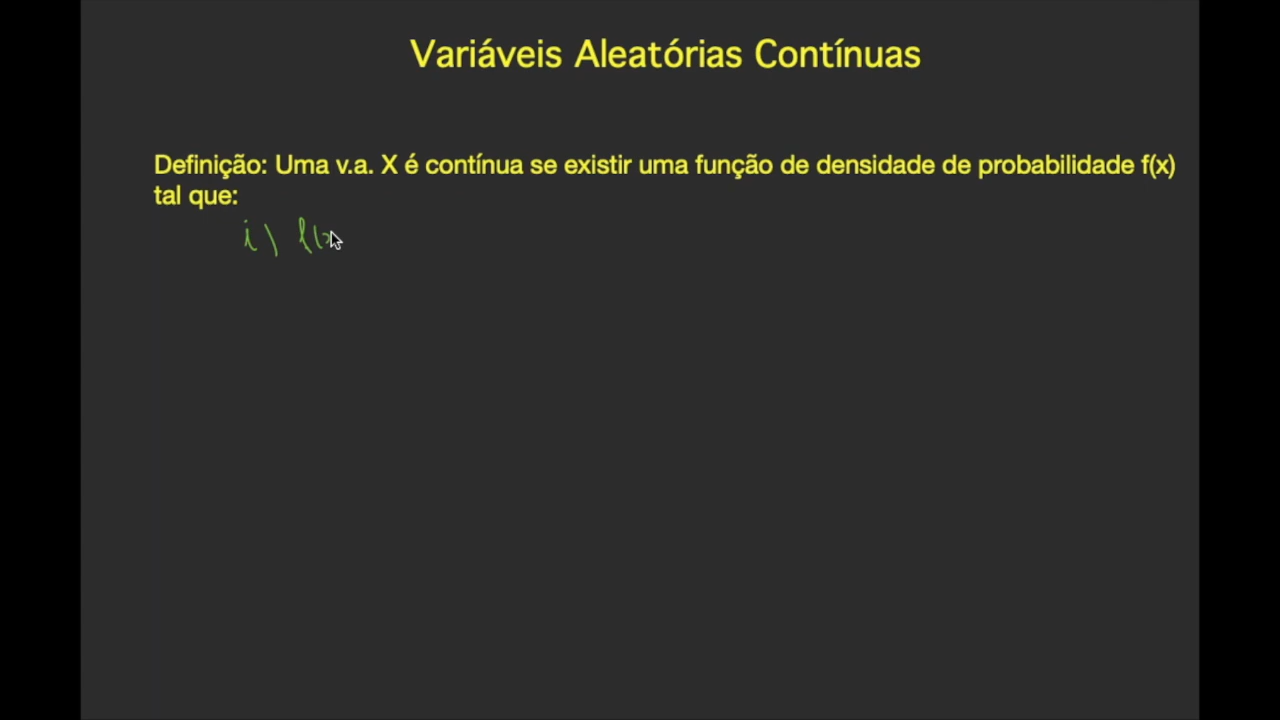 Variáveis Aleatórias Contínuas
Definição: Uma v.a. X é contínua se existir uma função de densidade de probabilidade f(x)
tal que:
i) f(x